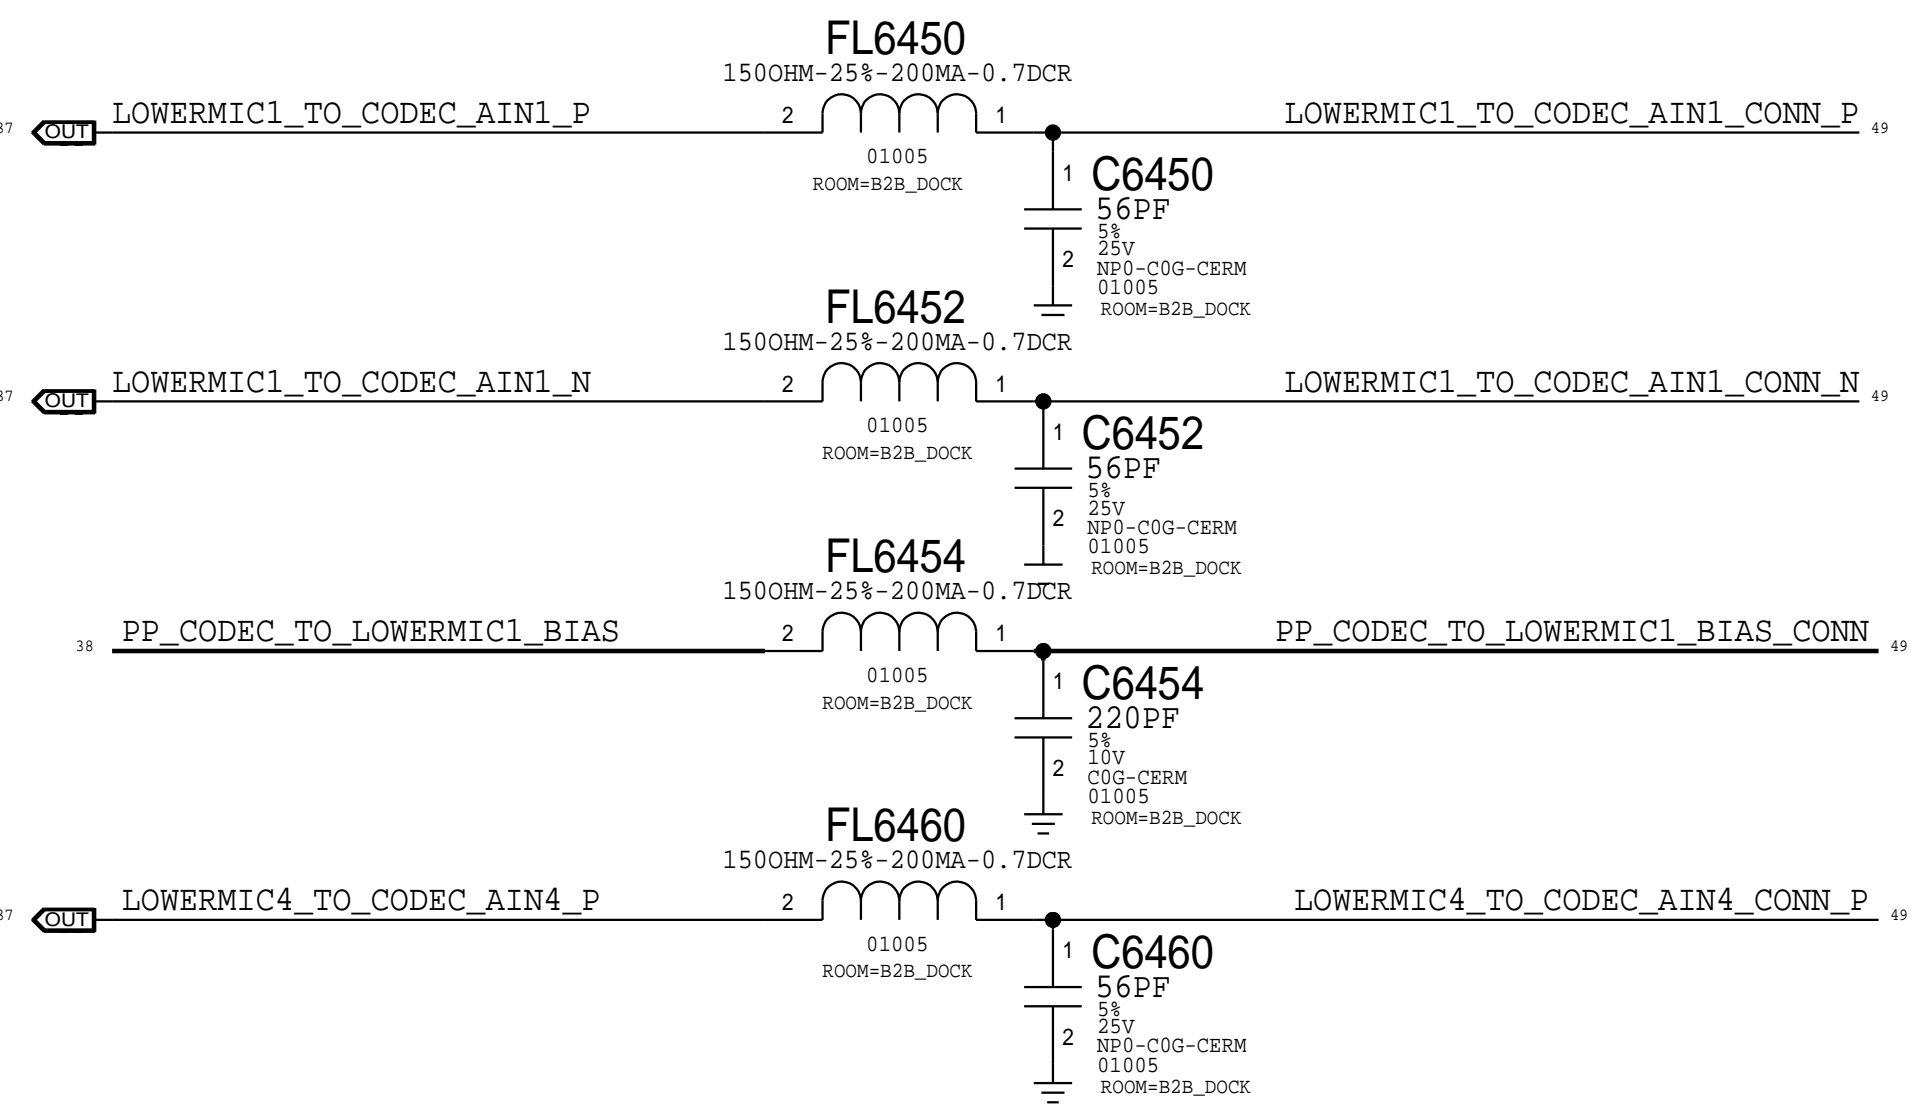 FL6450
150OHM-25%-200MA-0.7DCR
37 OUT LOWERMIC1_TO_CODEC_AIN1_P 2 1 LOWERMIC1_TO_CODEC_AIN1_CONN_P 49
01005
ROOM=B2B_DOCK
1 C6450
56PF
5%
25V
2 NP0-C0G-CERM
01005
ROOM=B2B_DOCK
FL6452
150OHM-25%-200MA-0.7DCR
37 OUT LOWERMIC1_TO_CODEC_AIN1_N 2 1 LOWERMIC1_TO_CODEC_AIN1_CONN_N 49
01005
ROOM=B2B_DOCK
1 C6452
56PF
5%
25V
2 NP0-C0G-CERM
01005
ROOM=B2B_DOCK
FL6454
150OHM-25%-200MA-0.7DCR
38 PP_CODEC_TO_LOWERMIC1_BIAS 2 1 PP_CODEC_TO_LOWERMIC1_BIAS_CONN 49
01005
ROOM=B2B_DOCK
1 C6454
220PF
5%
10V
2 C0G-CERM
01005
ROOM=B2B_DOCK
FL6460
150OHM-25%-200MA-0.7DCR
37 OUT LOWERMIC4_TO_CODEC_AIN4_P 2 1 LOWERMIC4_TO_CODEC_AIN4_CONN_P 49
01005
ROOM=B2B_DOCK
1 C6460
56PF
5%
25V
2 NP0-C0G-CERM
01005
ROOM=B2B_DOCK